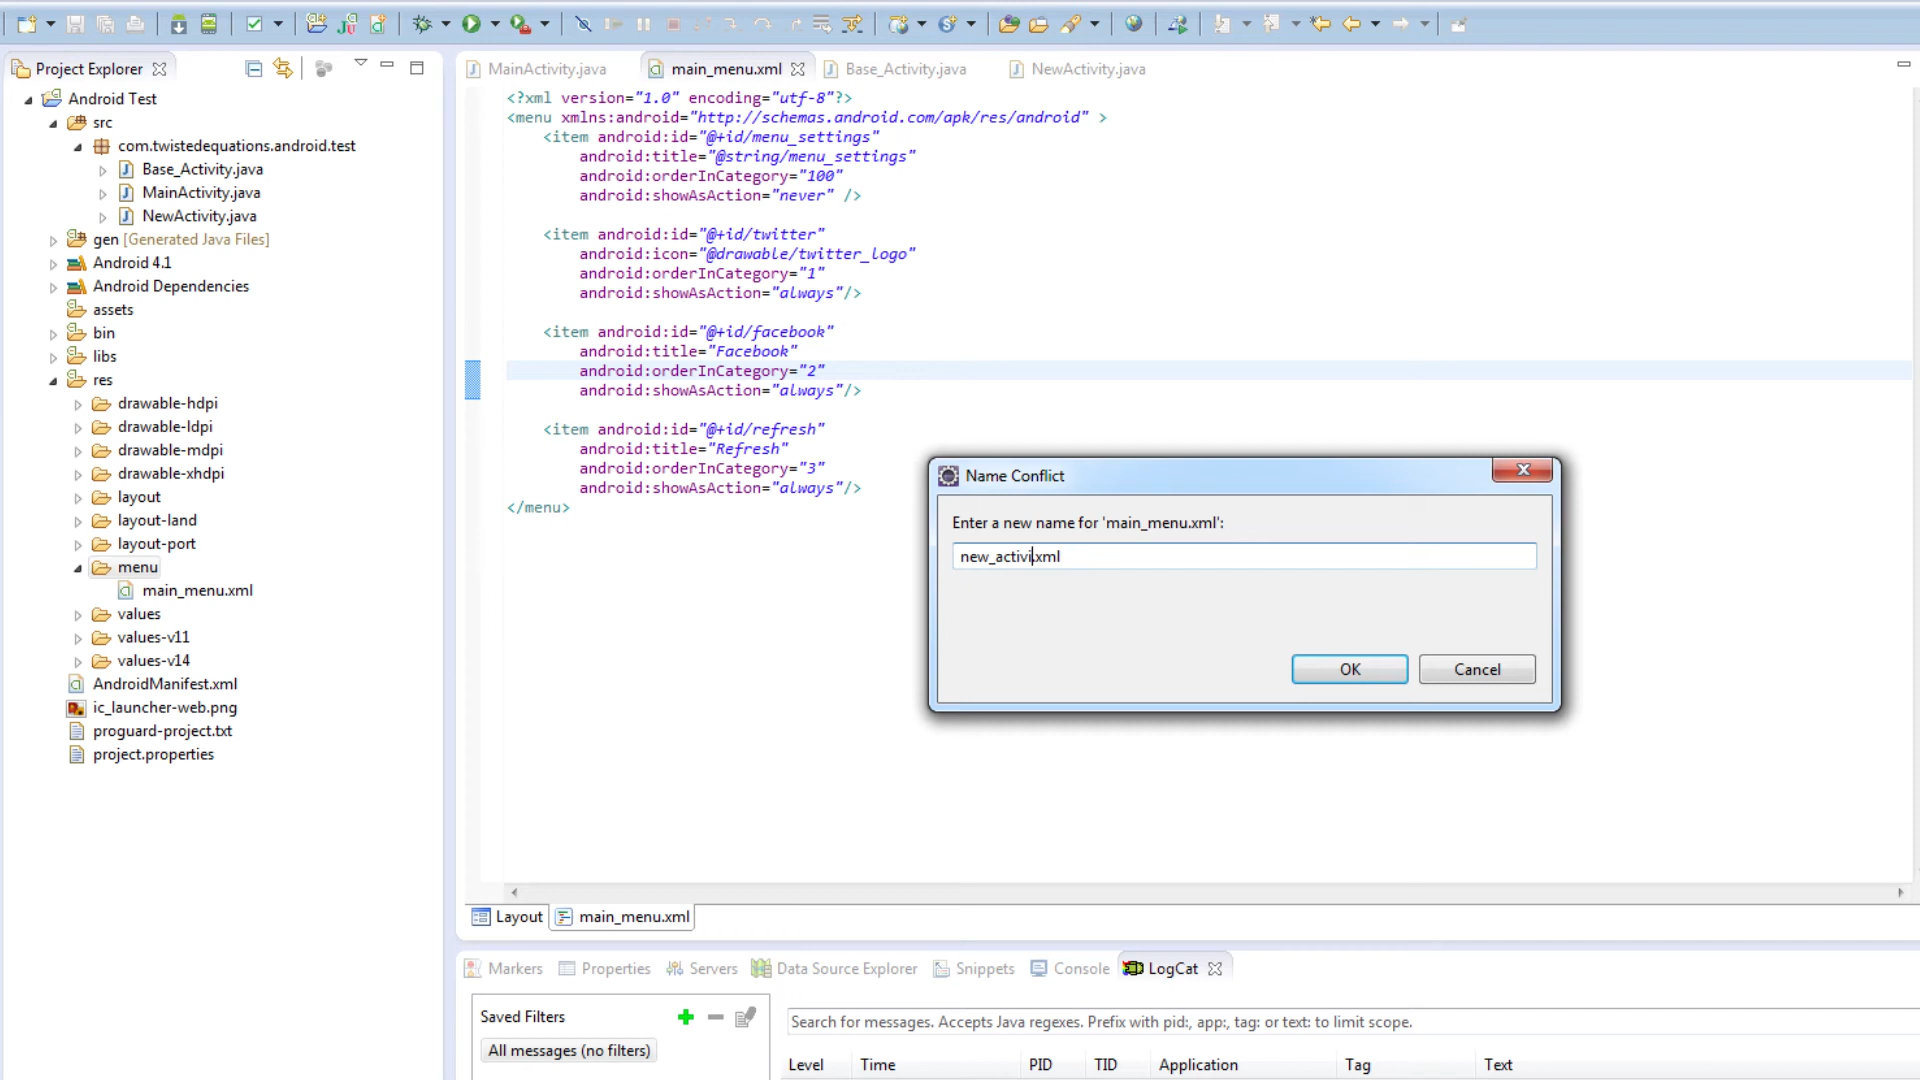 Project Explorer
Android Test
src
com.twistedequations.android.test
Base_Activity.java
MainActivity.java
NewActivity.java
gen [Generated Java Files]
Android 4.1
Android Dependencies
assets
bin
libs
res
drawable-hdpi
drawable-ldpi
drawable-mdpi
drawable-xhdpi
layout
layout-land
layout-port
menu
main_menu.xml
values
values-v11
values-v14
AndroidManifest.xml
ic_launcher-web.png
proguard-project.txt
project.properties
MainActivity.java
main_menu.xml
Base_Activity.java
NewActivity.java
<?xml version="1.0" encoding="utf-8"?>
<menu xmlns:android="http://schemas.android.com/apk/res/android" >
<item android:id="@+id/menu_settings"
android:title="@string/menu_settings"
android:orderInCategory="100"
android:showAsAction="never" />
<item android:id="@+id/twitter"
android:icon="@drawable/twitter_logo"
android:orderInCategory="1"
android:showAsAction="always"/>
<item android:id="@+id/facebook"
android:title="Facebook"
android:orderInCategory="2"
android:showAsAction="always"/>
<item android:id="@+id/refresh"
android:title="Refresh"
android:orderInCategory="3"
android:showAsAction="always"/>
</menu>
Name Conflict
Enter a new name for 'main_menu.xml':
new_activi.xml
OK
Cancel
Layout
main_menu.xml
Markers
Properties
Servers
Data Source Explorer
Snippets
Console
LogCat
Saved Filters
All messages (no filters)
Search for messages. Accepts Java regexes. Prefix with pid:, app:, tag: or text: to limit scope.
Level
Time
PID
TID
Application
Tag
Text